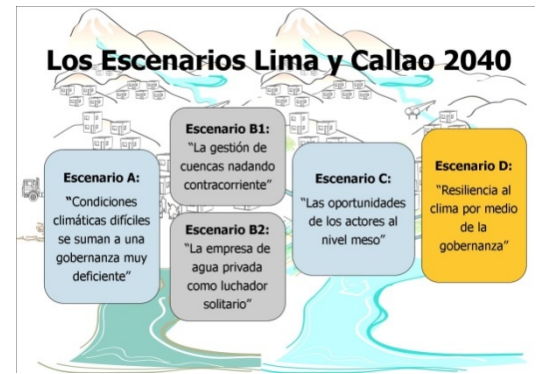 Los Escenarios Lima y Callao 2040
Escenario A:
“Condiciones
climáticas difíciles
se suman a una
gobernanza muy
deficiente”
Escenario B1:
“La gestión de
cuencas nadando
contracorriente”
Escenario B2:
“La empresa de
agua privada
como luchador
solitario”
Escenario C:
“Las oportunidades
de los actores al
nivel meso”
Escenario D:
“Resiliencia al
clima por medio
de la
gobernanza”